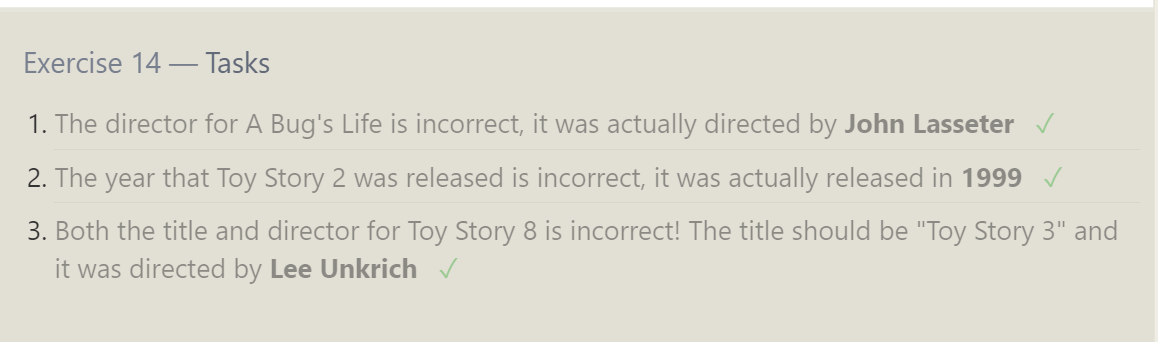 Exercise 14 — Tasks
1. The director for A Bug's Life is incorrect, it was actually directed by John Lasseter ✓
2. The year that Toy Story 2 was released is incorrect, it was actually released in 1999 ✓
3. Both the title and director for Toy Story 8 is incorrect! The title should be "Toy Story 3" and
it was directed by Lee Unkrich ✓